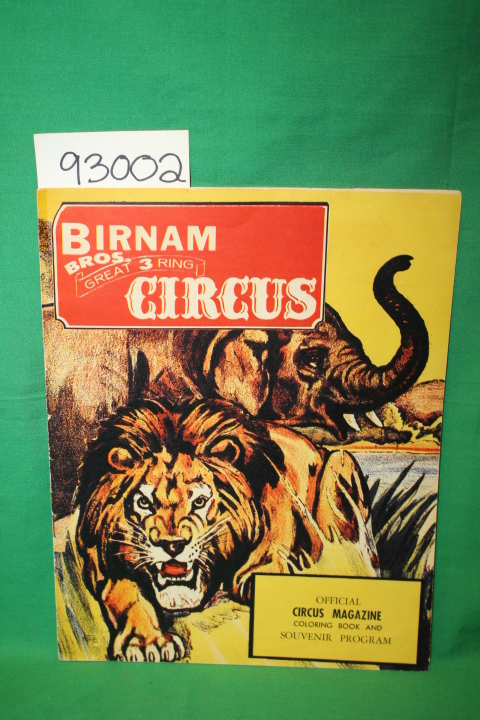 93002
BIRNAM
BROS.
GREAT 3 RING
CIRCUS
OFFICIAL
CIRCUS MAGAZINE
COLORING BOOK AND
SOUVENIR PROGRAM